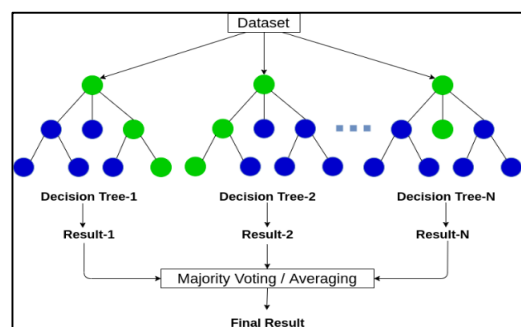 Dataset
Decision Tree-1 Decision Tree-2 Decision Tree-N
Result-1 Result-2 Result-N
Majority Voting / Averaging
Final Result